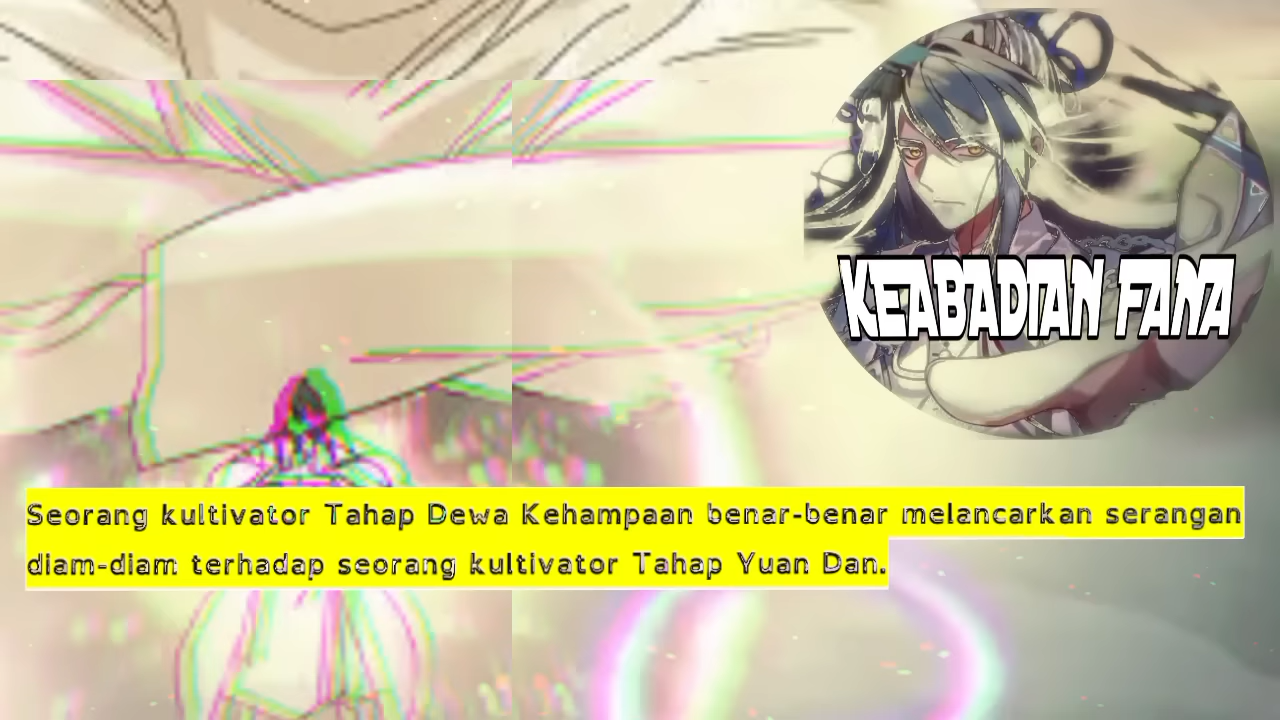 KEABADIAN FANA
Seorang kultivator Tahap Dewa Kehampaan benar-benar melancarkan serangan
diam-diam terhadap seorang kultivator Tahap Yuan Dan.